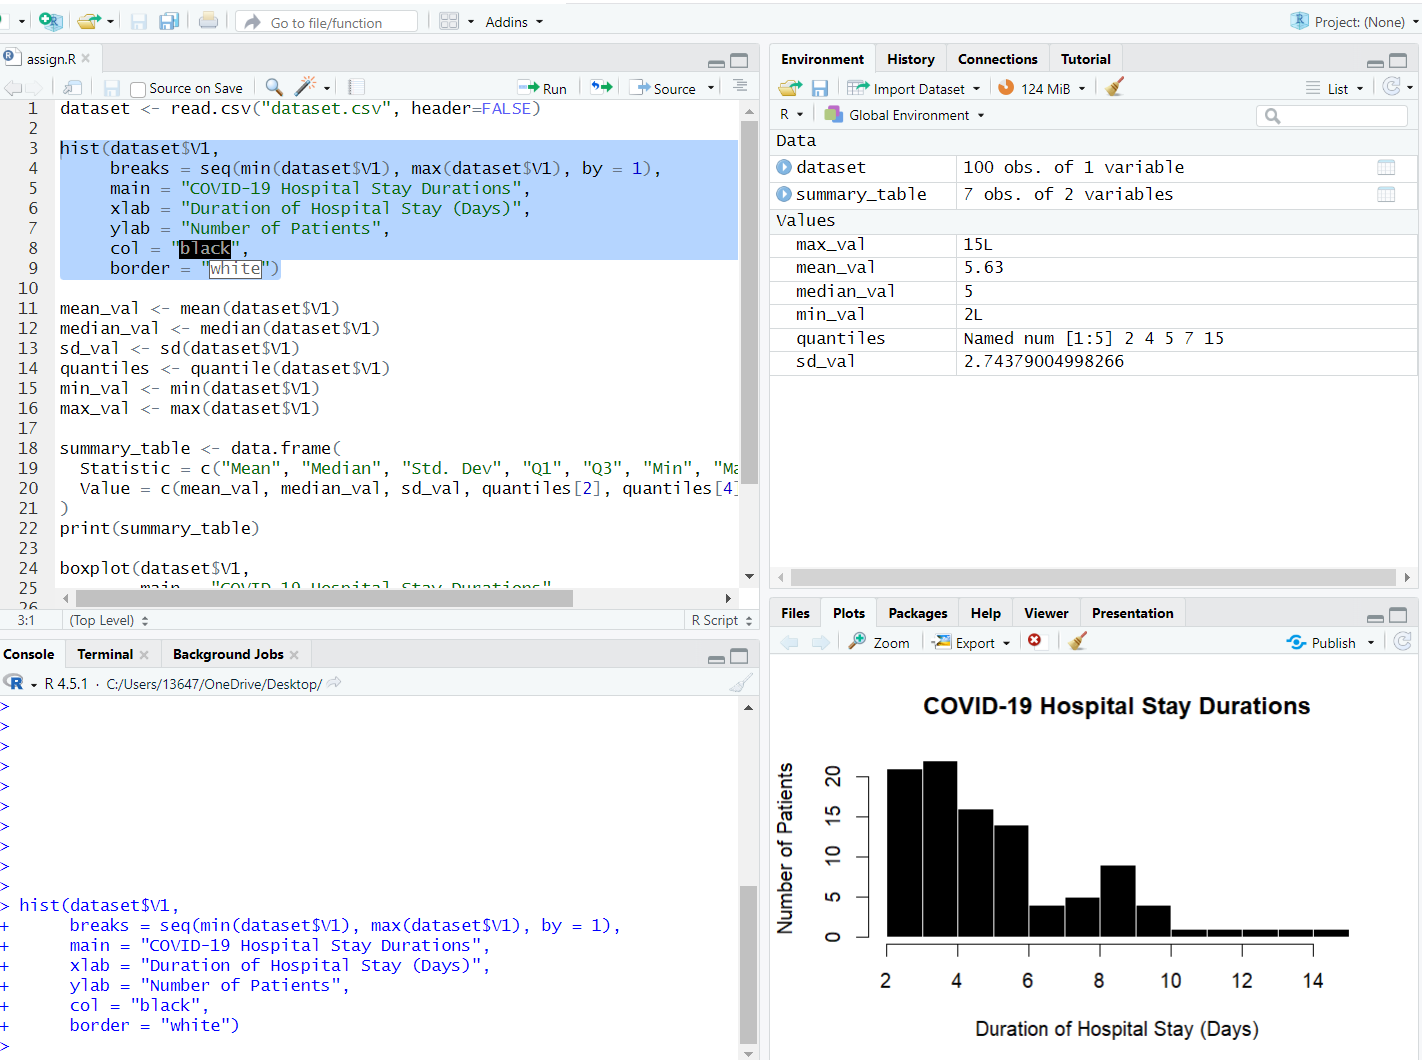 Go to file/function
Addins
Project: (None)
assign.R
Source on Save
Run
Source
1 dataset <- read.csv("dataset.csv", header=FALSE)
2
3 hist(dataset$V1,
4 breaks = seq(min(dataset$V1), max(dataset$V1), by = 1),
5 main = "COVID-19 Hospital Stay Durations",
6 xlab = "Duration of Hospital Stay (Days)",
7 ylab = "Number of Patients",
8 col = "black",
9 border = "white")
10
11 mean_val <- mean(dataset$V1)
12 median_val <- median(dataset$V1)
13 sd_val <- sd(dataset$V1)
14 quantiles <- quantile(dataset$V1)
15 min_val <- min(dataset$V1)
16 max_val <- max(dataset$V1)
17
18 summary_table <- data.frame(
19 Statistic = c("Mean", "Median", "Std. Dev", "Q1", "Q3", "Min", "Ma
20 Value = c(mean_val, median_val, sd_val, quantiles[2], quantiles[4]
21 )
22 print(summary_table)
23
24 boxplot(dataset$V1,
25 main = "COVID-19 Hospital Stay Durations"
26
3:1 (Top Level) R Script
Console Terminal Background Jobs
R 4.5.1 · C:/Users/13647/OneDrive/Desktop/
>
>
>
>
>
>
>
>
>
>
> hist(dataset$V1,
+ breaks = seq(min(dataset$V1), max(dataset$V1), by = 1),
+ main = "COVID-19 Hospital Stay Durations",
+ xlab = "Duration of Hospital Stay (Days)",
+ ylab = "Number of Patients",
+ col = "black",
+ border = "white")
>
Environment History Connections Tutorial
Import Dataset 124 MiB List
R Global Environment
Data
dataset 100 obs. of 1 variable
summary_table 7 obs. of 2 variables
Values
max_val 15L
mean_val 5.63
median_val 5
min_val 2L
quantiles Named num [1:5] 2 4 5 7 15
sd_val 2.74379004998266
Files Plots Packages Help Viewer Presentation
Zoom Export Publish
COVID-19 Hospital Stay Durations
Number of Patients
20
15
10
5
0
2 4 6 8 10 12 14
Duration of Hospital Stay (Days)